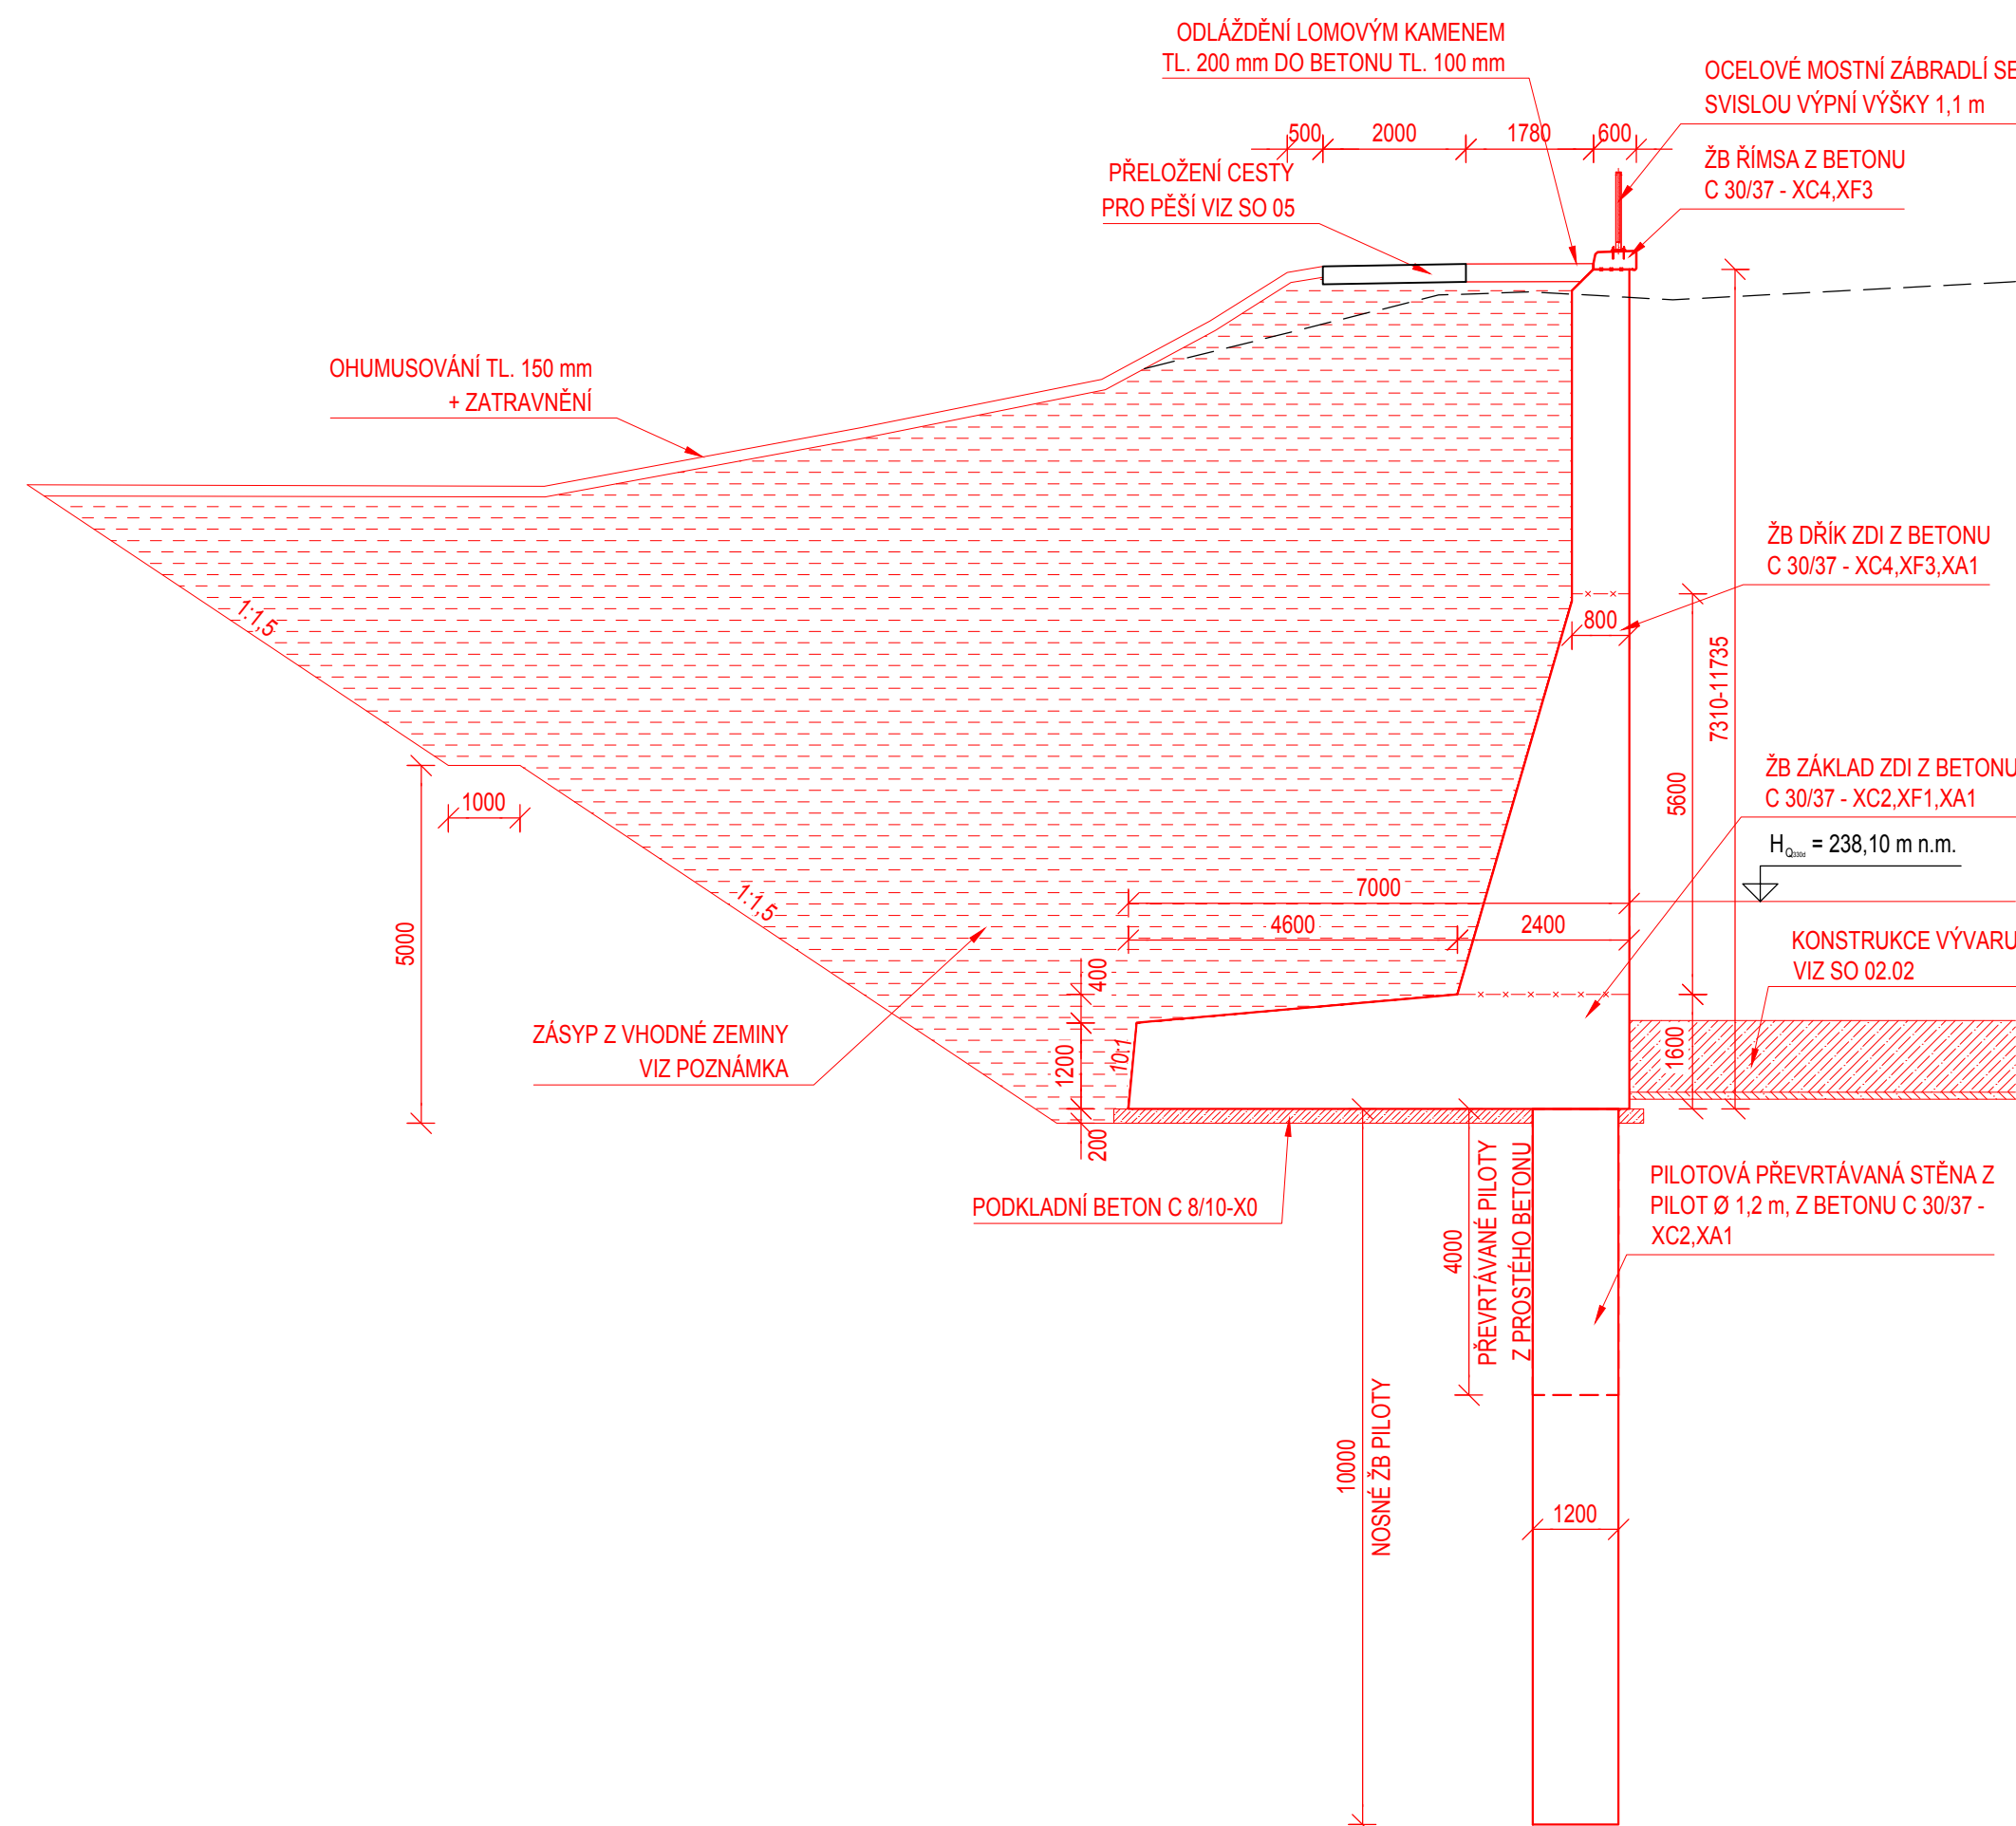 ODLÁŽDĚNÍ LOMOVÝM KAMENEM
TL. 200 mm DO BETONU TL. 100 mm
OCELOVÉ MOSTNÍ ZÁBRADLÍ SE
SVISLOU VÝPNÍ VÝŠKY 1,1 m
500
2000
1780
600
PŘELOŽENÍ CESTY
PRO PĚŠÍ VIZ SO 05
ŽB ŘÍMSA Z BETONU
C 30/37 - XC4,XF3
OHUMUSOVÁNÍ TL. 150 mm
+ ZATRAVNĚNÍ
ŽB DŘÍK ZDI Z BETONU
C 30/37 - XC4,XF3,XA1
1:1,5
800
7310-11735
5600
ŽB ZÁKLAD ZDI Z BETONU
C 30/37 - XC2,XF1,XA1
1000
H Q330d = 238,10 m n.m.
1:1,5
7000
4600
2400
5000
400
KONSTRUKCE VÝVARU
VIZ SO 02.02
ZÁSYP Z VHODNÉ ZEMINY
VIZ POZNÁMKA
1200
10:1
1600
200
PODKLADNÍ BETON C 8/10-X0
4000
PŘEVRTÁVANÉ PILOTY
Z PROSTÉHO BETONU
PILOTOVÁ PŘEVRTÁVANÁ STĚNA Z
PILOT Ø 1,2 m, Z BETONU C 30/37 -
XC2,XA1
10000
NOSNÉ ŽB PILOTY
1200